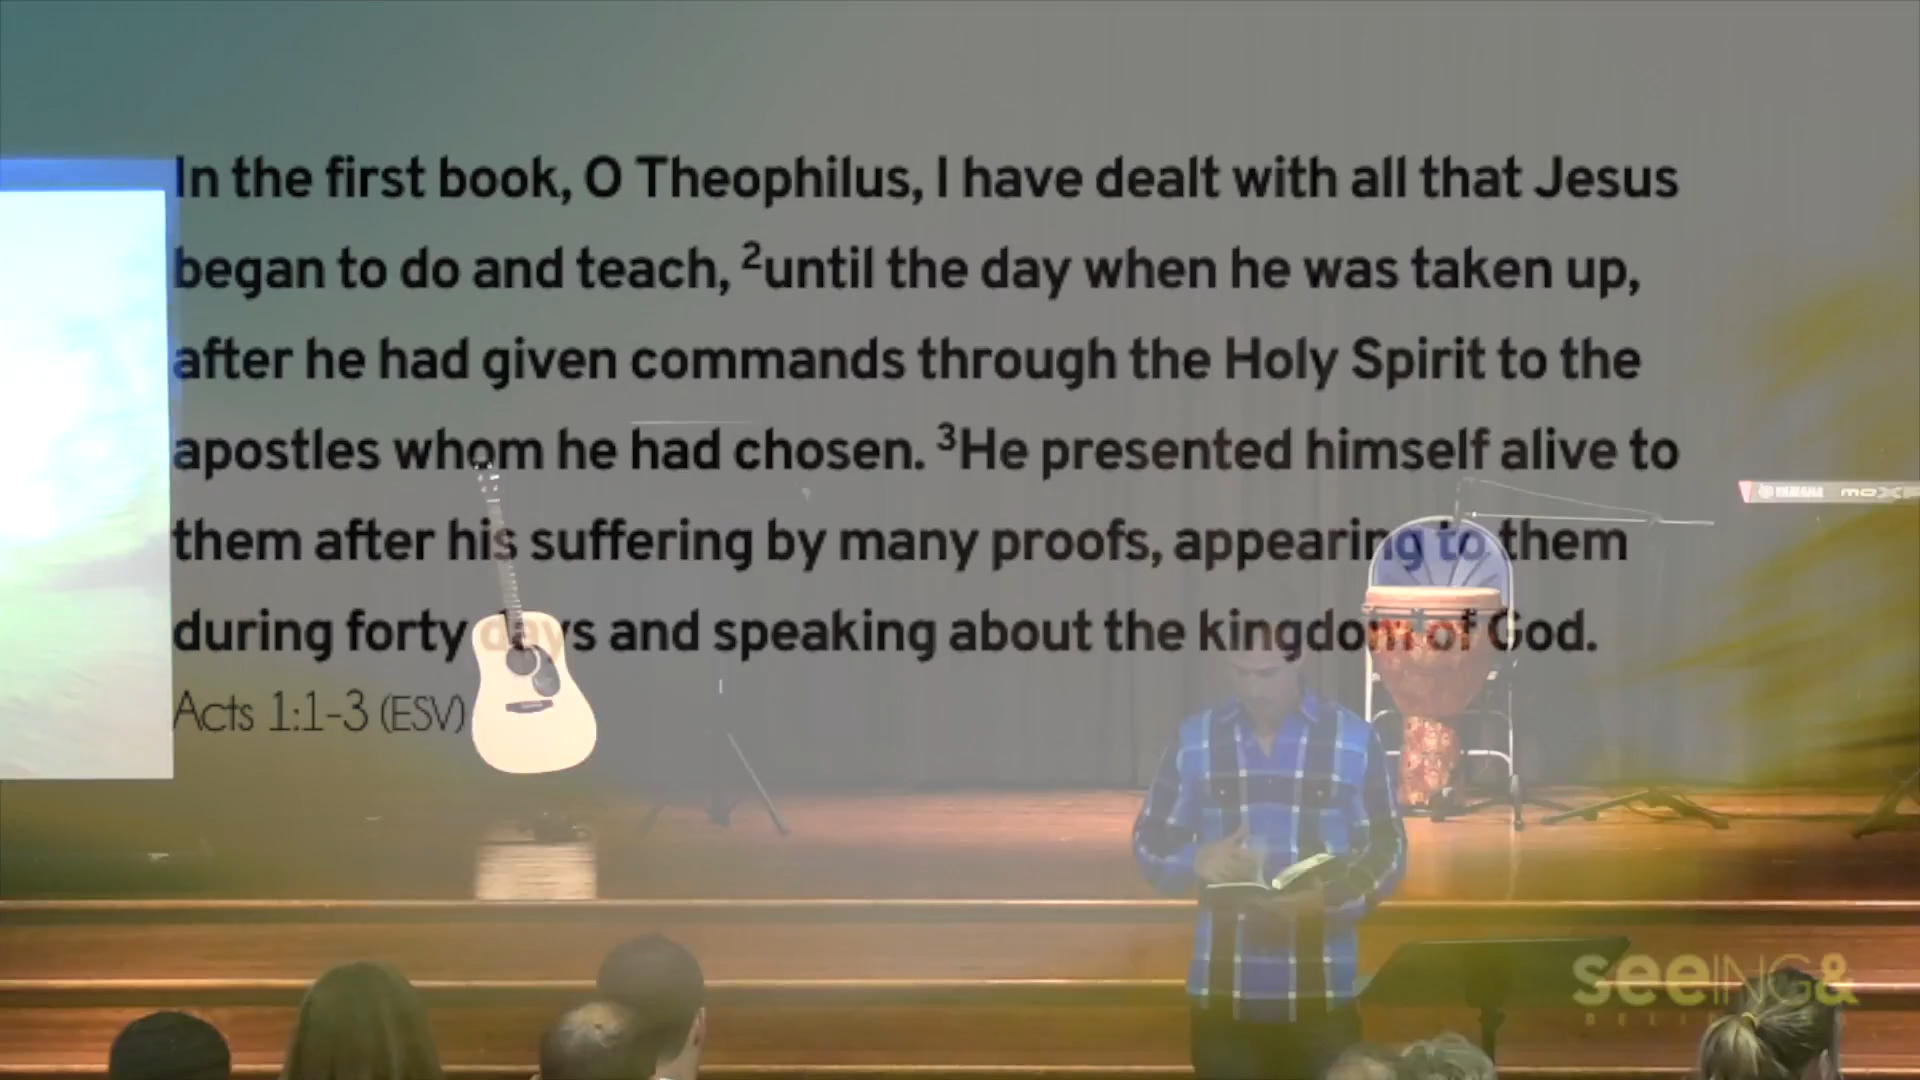 In the first book, O Theophilus, I have dealt with all that Jesus
began to do and teach, ²until the day when he was taken up,
after he had given commands through the Holy Spirit to the
apostles whom he had chosen. ³He presented himself alive to
them after his suffering by many proofs, appearing to them
during forty days and speaking about the kingdom of God.
Acts 1:1-3 (ESV)
YAMAHA MOXF
seeING&